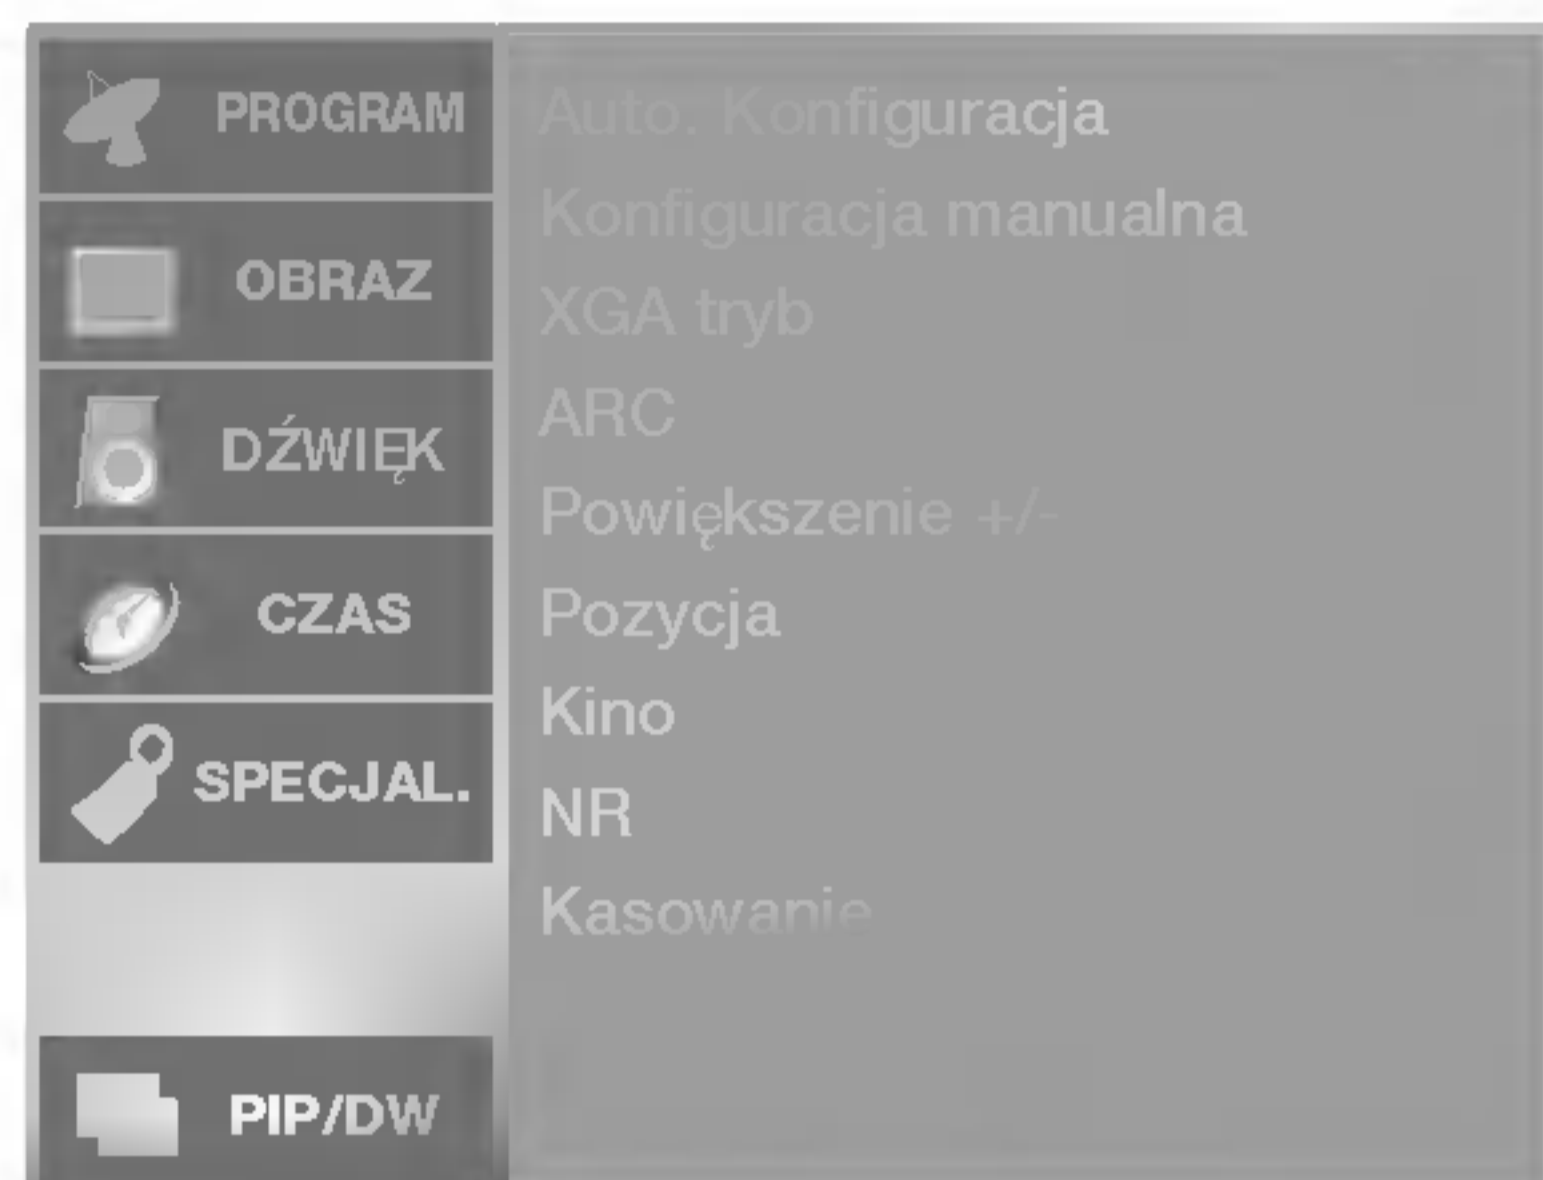 PROGRAM
OBRAZ
DŹWIĘK
CZAS
SPECJAL.
PIP/DW
Auto. Konfiguracja
Konfiguracja manualna
XGA tryb
ARC
Powiększenie +/-
Pozycja
Kino
NR
Kasowanie